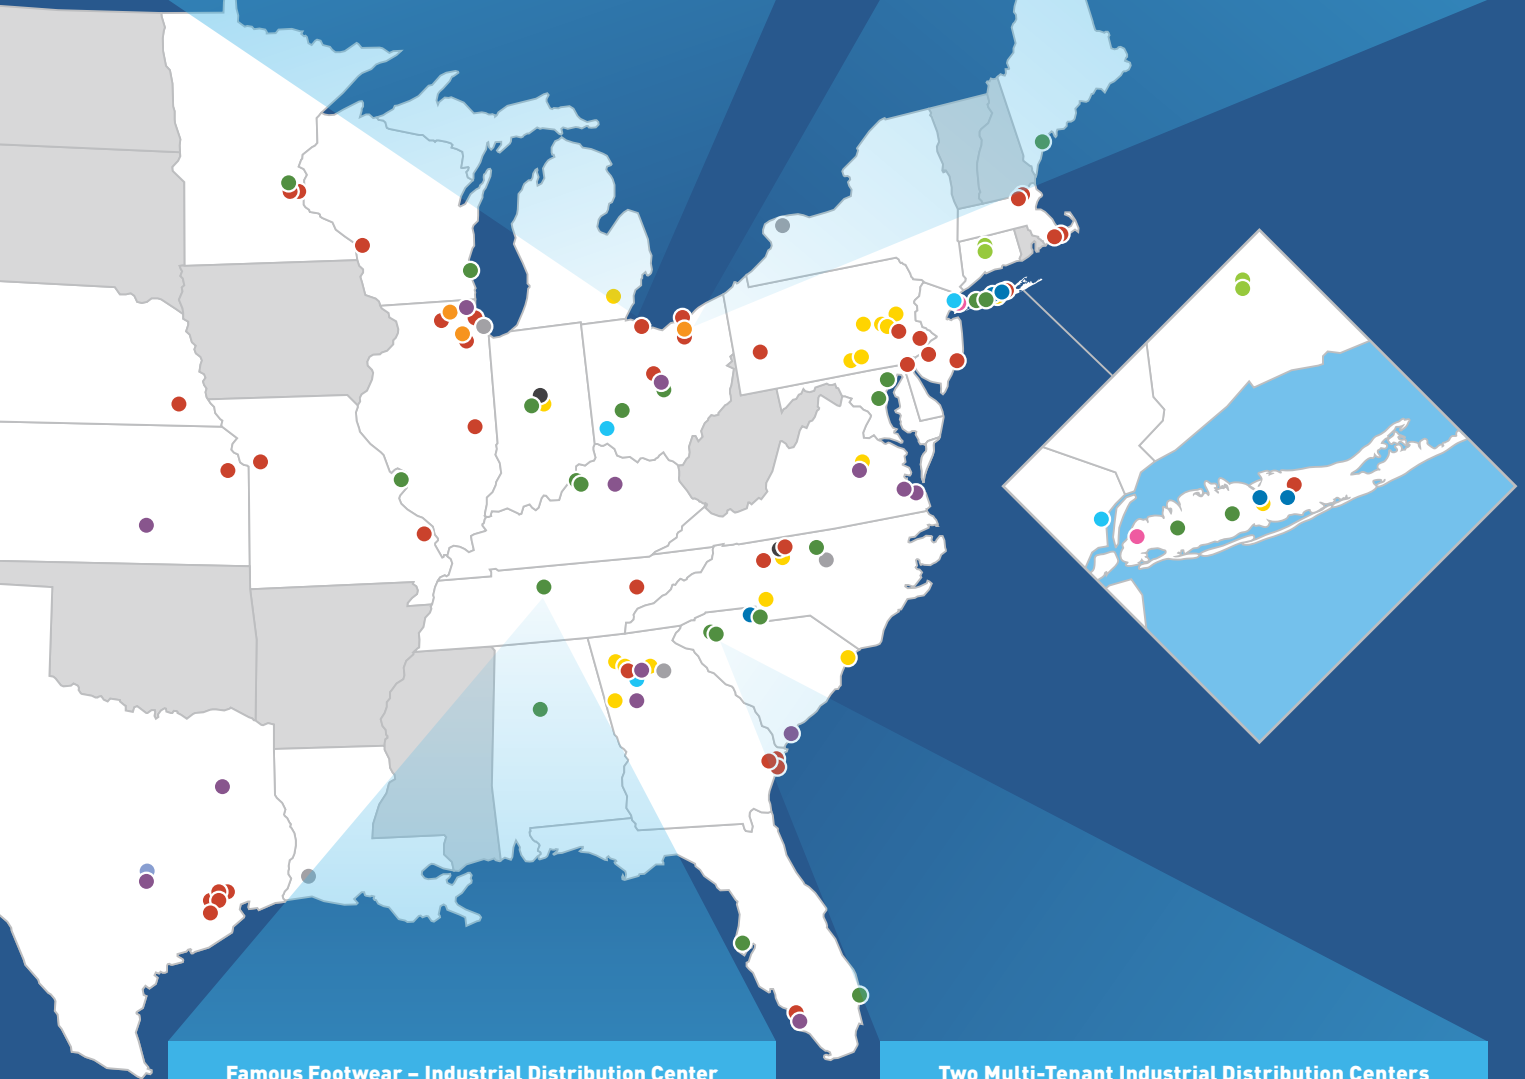 Famous Footwear – Industrial Distribution Center
Two Multi-Tenant Industrial Distribution Centers